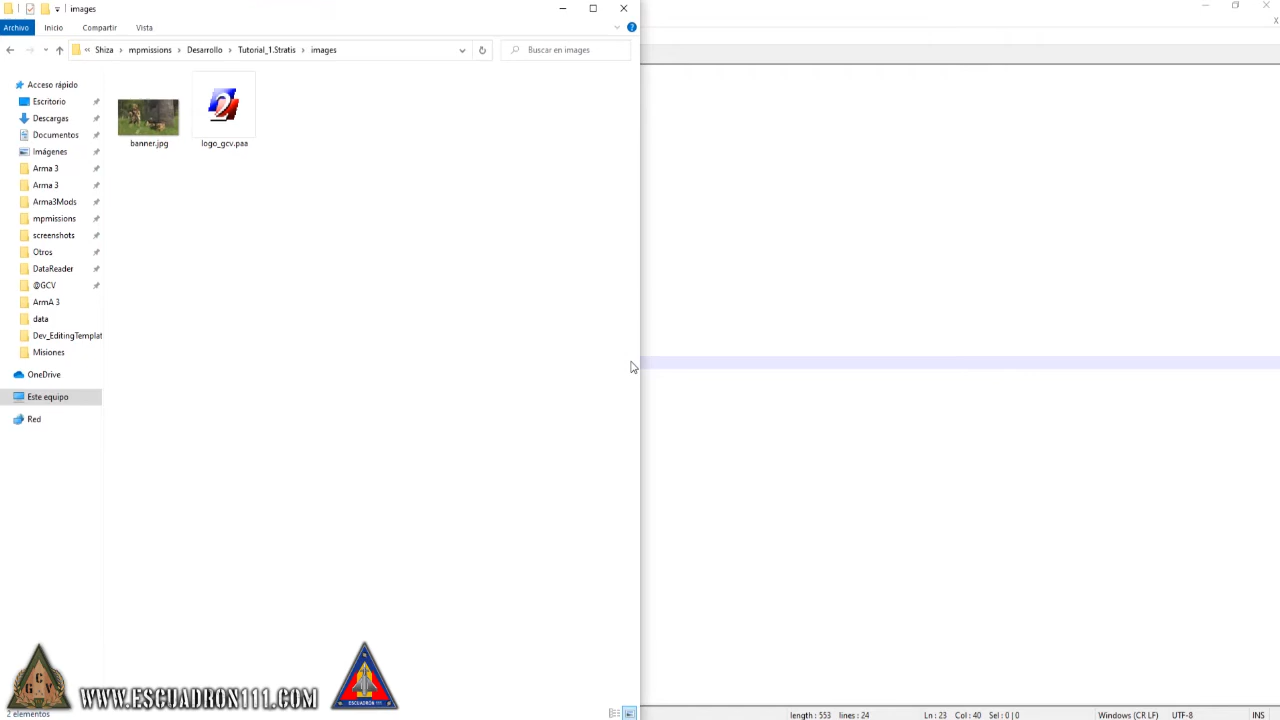 images
Archivo Inicio Compartir Vista
« Shiza > mpmissions > Desarrollo > Tutorial_1.Stratis > images
Buscar en images
Acceso rápido
Escritorio
Descargas
Documentos
Imágenes
Arma 3
Arma 3
Arma3Mods
mpmissions
screenshots
Otros
DataReader
@GCV
ArmA 3
data
Dev_EditingTemplat
Misiones
OneDrive
Este equipo
Red
banner.jpg
logo_gcv.paa
G C V
WWW.ESCUADRON111.COM
ESCUADRON 111
2 elementos
length : 553 lines : 24
Ln : 23 Col : 40 Sel : 0 | 0
Windows (CR LF)
UTF-8
INS